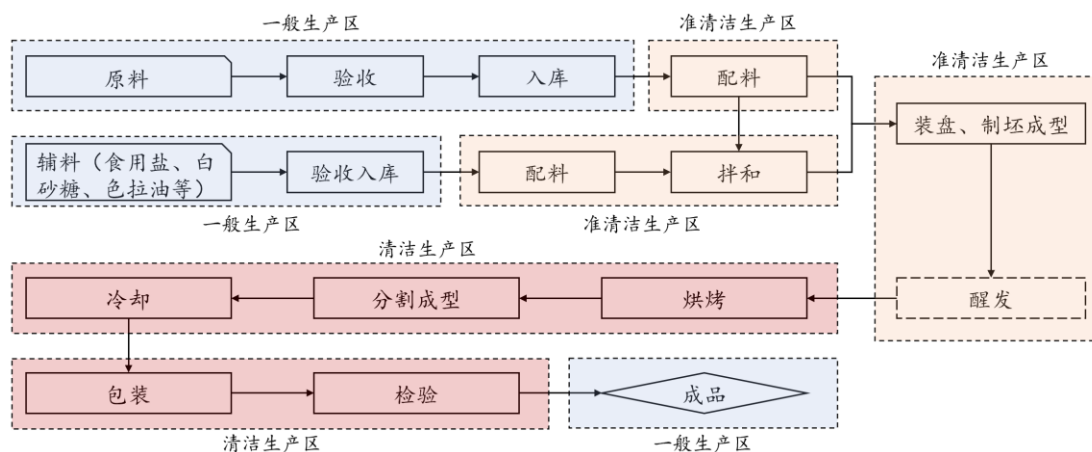 一般生产区
准清洁生产区
准清洁生产区
原料
验收
入库
配料
装盘、制坯成型
辅料（食用盐、白
砂糖、色拉油等）
验收入库
配料
拌和
一般生产区
准清洁生产区
清洁生产区
冷却
分割成型
烘烤
醒发
包装
检验
成品
清洁生产区
一般生产区